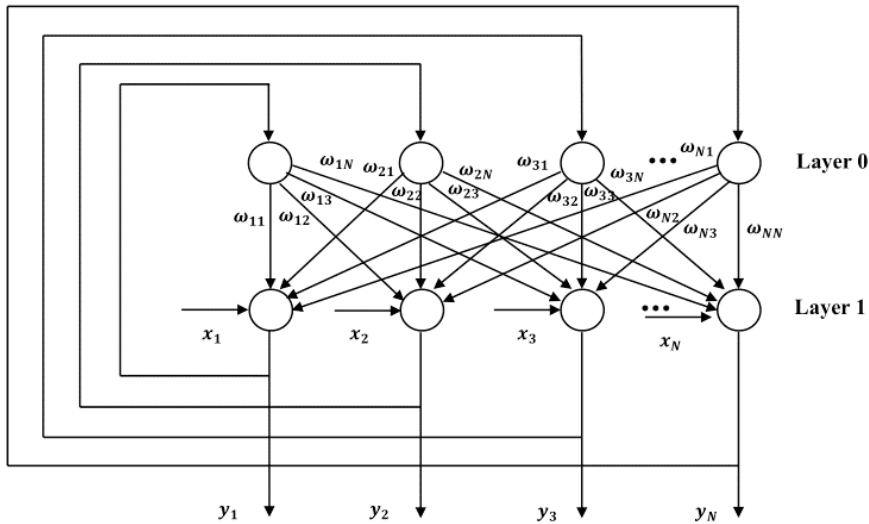 ω1N ω21 ω2N ω31 ω3N ••• ωN1 Layer 0
ω11 ω12 ω13 ω22 ω23 ω32 ω33 ωN2 ωN3 ωNN
••• Layer 1
x1 x2 x3 xN
y1 y2 y3 yN